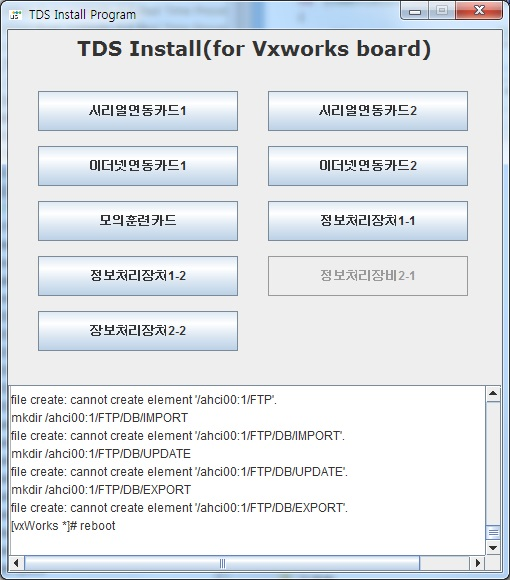 TDS Install Program
TDS Install(for Vxworks board)
시리얼연동카드1
시리얼연동카드2
이더넷연동카드1
이더넷연동카드2
모의훈련카드
정보처리장치1-1
정보처리장치1-2
정보처리장비2-1
장보처리장치2-2
file create: cannot create element '/ahci00:1/FTP'.
mkdir /ahci00:1/FTP/DB/IMPORT
file create: cannot create element '/ahci00:1/FTP/DB/IMPORT'.
mkdir /ahci00:1/FTP/DB/UPDATE
file create: cannot create element '/ahci00:1/FTP/DB/UPDATE'.
mkdir /ahci00:1/FTP/DB/EXPORT
file create: cannot create element '/ahci00:1/FTP/DB/EXPORT'.
[vxWorks *]# reboot